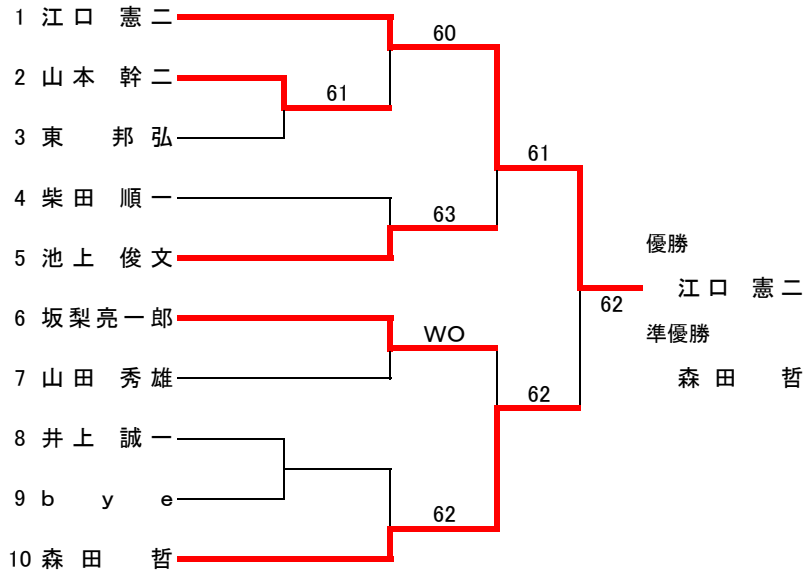 1 江口 憲二
60
2 山本 幹二
61
3 東 邦弘
61
4 柴田 順一
63
5 池上 俊文
優勝
62 江口 憲二
6 坂梨亮一郎
WO
準優勝
7 山田 秀雄
森田 哲
62
8 井上 誠一
9 bye
62
10 森田 哲